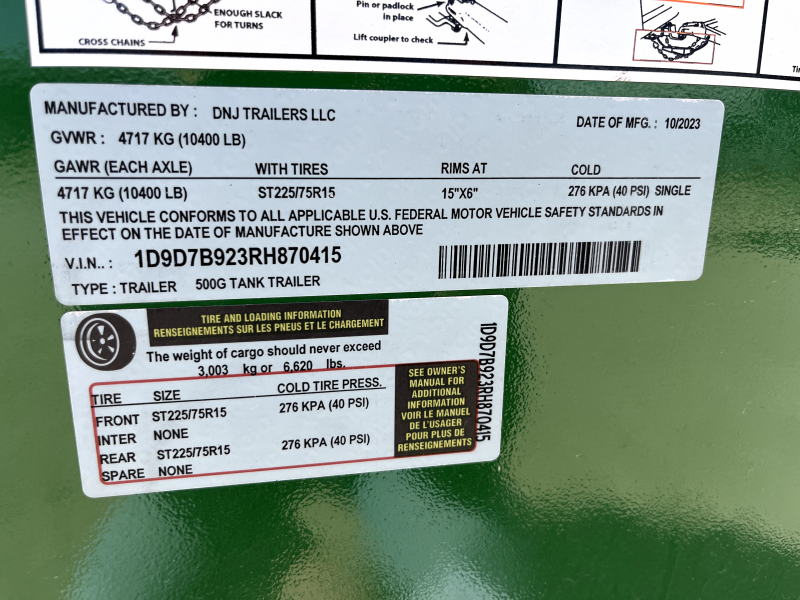 ENOUGH SLACK
FOR TURNS
CROSS CHAINS
Pin or padlock
in place
Lift coupler to check
MANUFACTURED BY : DNJ TRAILERS LLC
DATE OF MFG. : 10/2023
GVWR : 4717 KG (10400 LB)
GAWR (EACH AXLE) WITH TIRES RIMS AT COLD
4717 KG (10400 LB) ST225/75R15 15"X6" 276 KPA (40 PSI) SINGLE
THIS VEHICLE CONFORMS TO ALL APPLICABLE U.S. FEDERAL MOTOR VEHICLE SAFETY STANDARDS IN
EFFECT ON THE DATE OF MANUFACTURE SHOWN ABOVE
V.I.N.. : 1D9D7B923RH870415
TYPE : TRAILER 500G TANK TRAILER
TIRE AND LOADING INFORMATION
RENSEIGNEMENTS SUR LES PNEUS ET LE CHARGEMENT
The weight of cargo should never exceed
3,003 kg or 6,620 lbs.
TIRE SIZE COLD TIRE PRESS.
FRONT ST225/75R15 276 KPA (40 PSI)
INTER NONE
REAR ST225/75R15 276 KPA (40 PSI)
SPARE NONE
SEE OWNER'S
MANUAL FOR
ADDITIONAL
INFORMATION
VOIR LE MANUEL
DE L'USAGER
POUR PLUS DE
RENSEIGNEMENTS
1D9D7B923RH870415